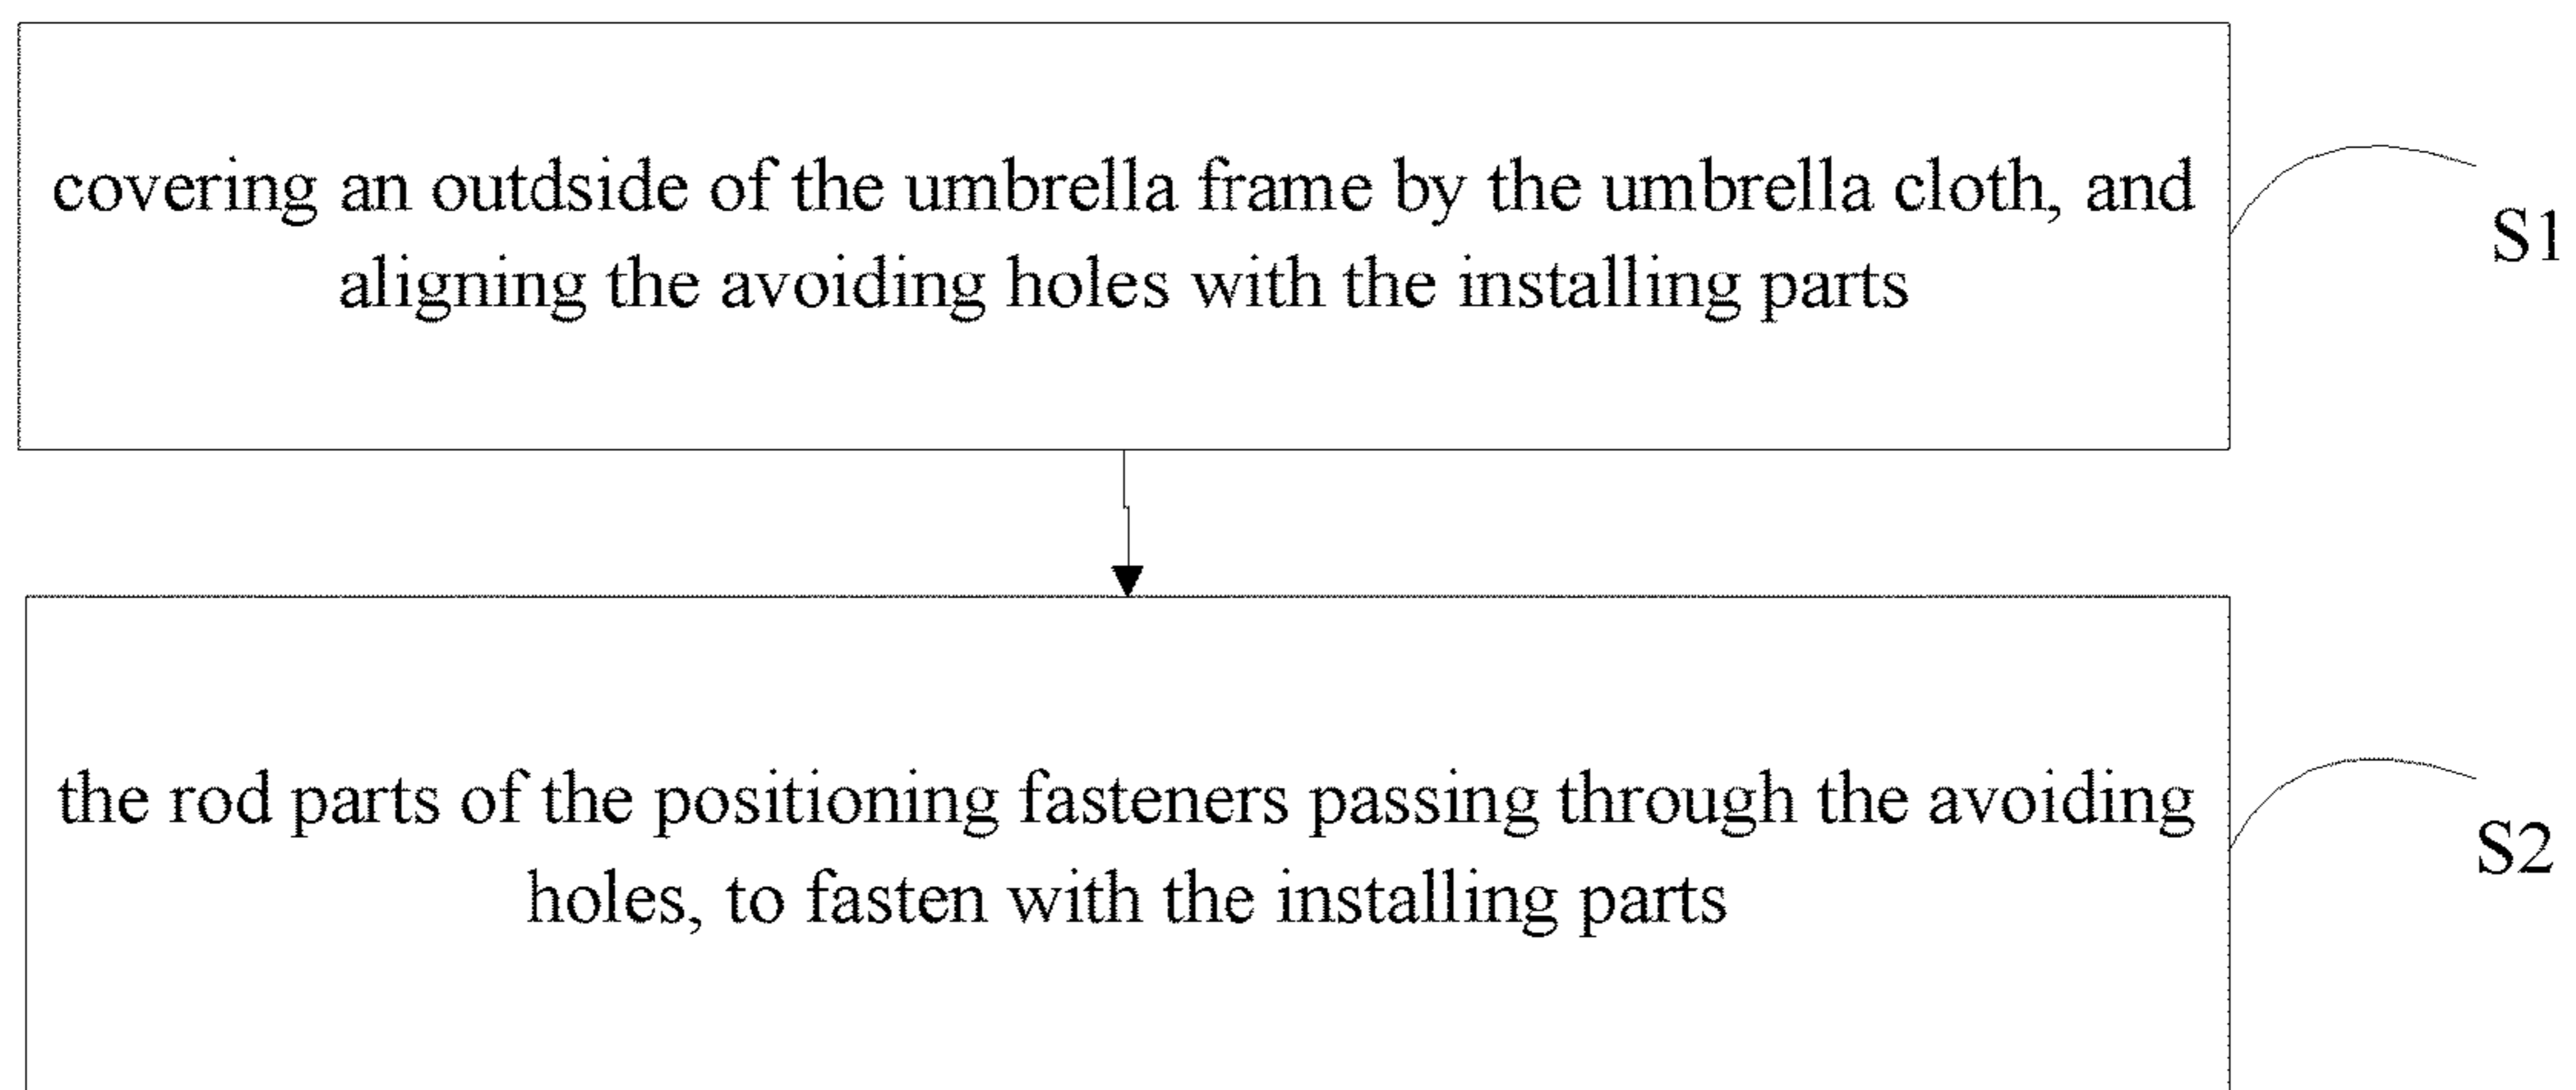 covering an outdside of the umbrella frame by the umbrella cloth, and
aligning the avoiding holes with the installing parts
S1
the rod parts of the positioning fasteners passing through the avoiding
holes, to fasten with the installing parts
S2